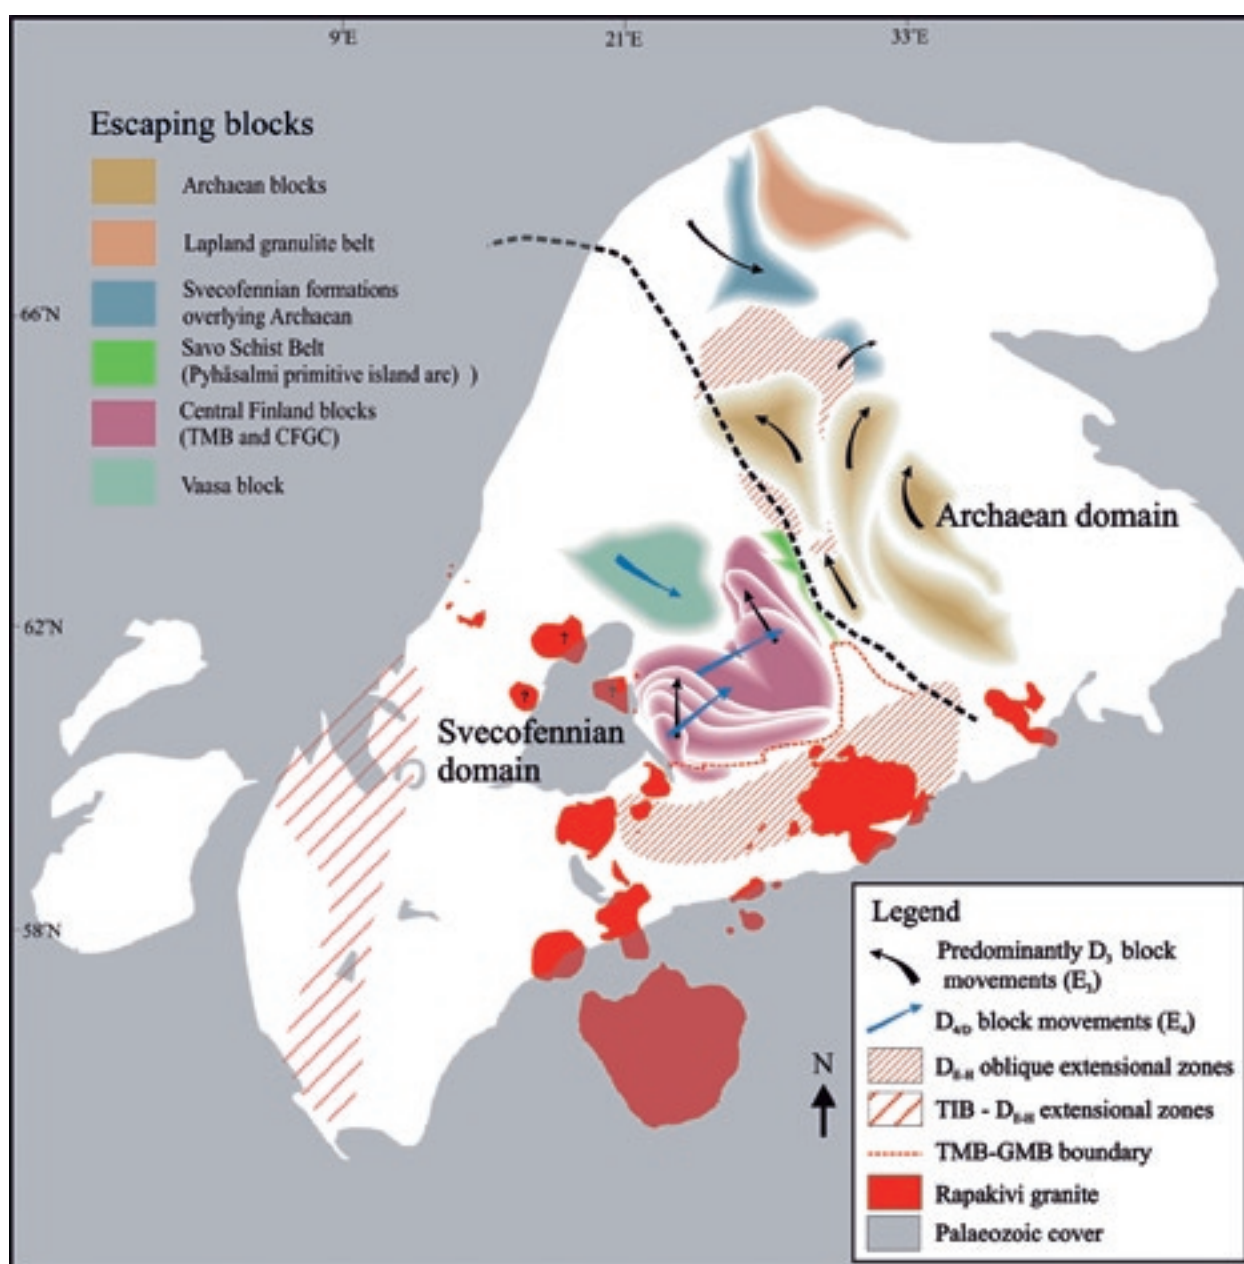 9°E 21°E 33°E
Escaping blocks
Archaean blocks
Lapland granulite belt
Svecofennian formations
overlying Archaean
Savo Schist Belt
(Pyhäsalmi primitive island arc) )
Central Finland blocks
(TMB and CFGC)
Vaasa block
66°N
62°N
58°N
Archaean domain
Svecofennian
domain
?
?
?
Legend
Predominantly D₃ block
movements (E₃)
block movements (E₄)
oblique extensional zones
TIB - extensional zones
TMB-GMB boundary
Rapakivi granite
Palaeozoic cover
N